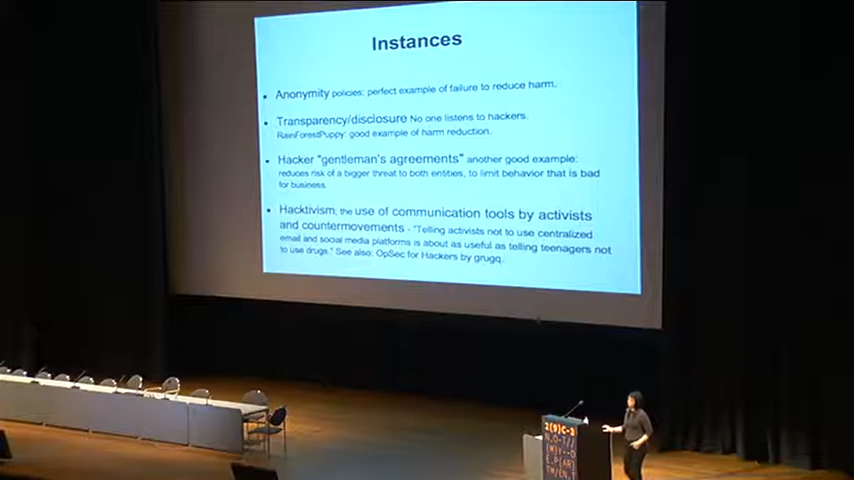 Instances
Anonymity policies: perfect example of failure to reduce harm.
Transparency/disclosure No one listens to hackers.
RainForestPuppy: good example of harm reduction.
Hacker "gentleman's agreements" another good example:
reduces risk of a bigger threat to both entities, to limit behavior that is bad
for business.
Hacktivism, the use of communication tools by activists
and countermovements - "Telling activists not to use centralized
email and social media platforms is about as useful as telling teenagers not
to use drugs." See also: OpSec for Hackers by grugq.
2(9)C-3
N.O-T/